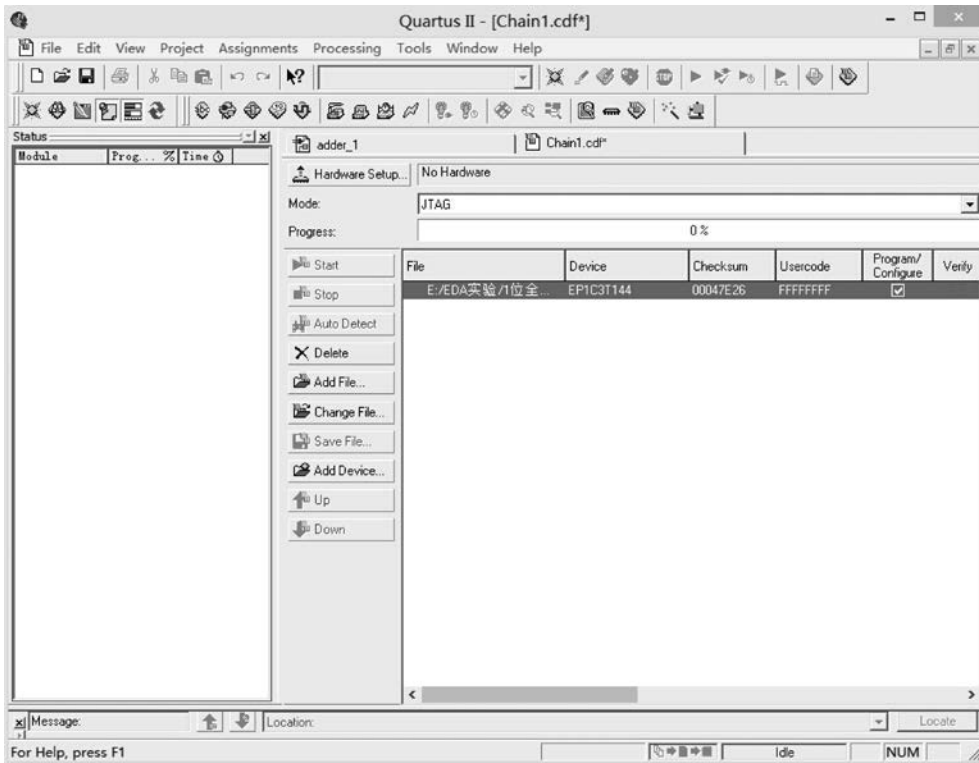 Quartus II - [Chain1.cdf*]
File Edit View Project Assignments Processing Tools Window Help
Status
Module Prog... % Time
adder_1
Chain1.cdf*
Hardware Setup... No Hardware
Mode: JTAG
Progress: 0 %
Start
Stop
Auto Detect
Delete
Add File...
Change File...
Save File...
Add Device...
Up
Down
File Device Checksum Usercode Program/ Configure Verify
E:/EDA实验/1位全... EP1C3T144 00047E26 FFFFFFFF
Message: Location: Locate
For Help, press F1 Idle NUM